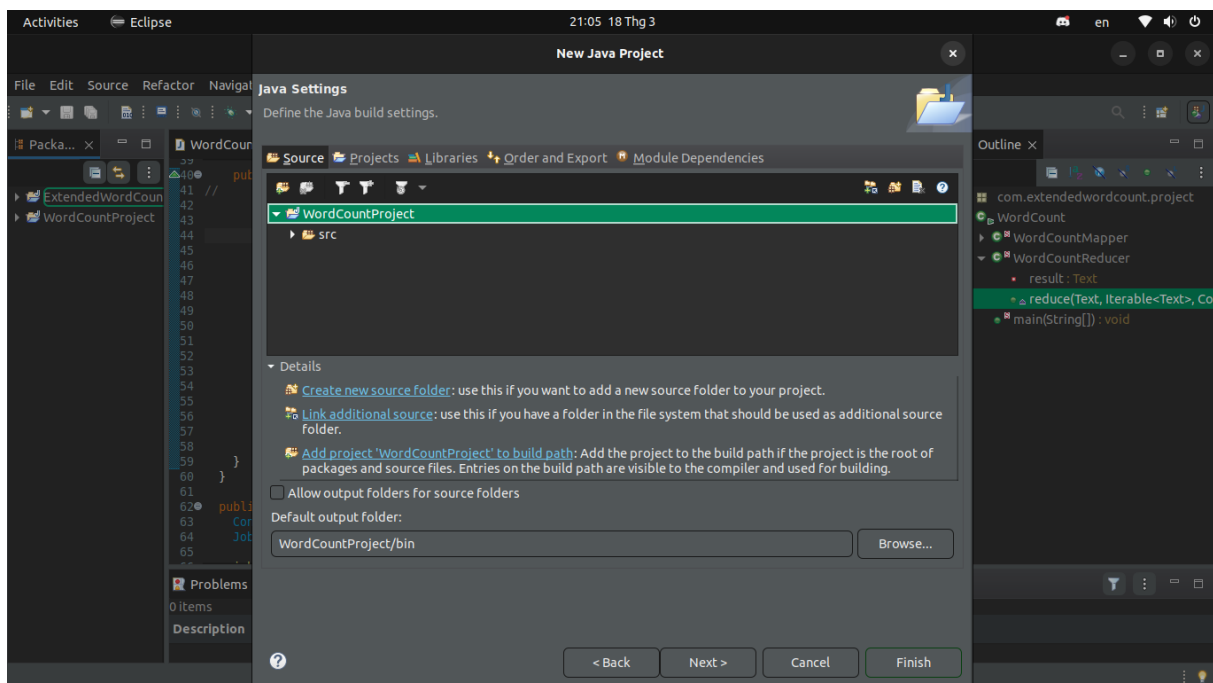 Activities Eclipse 21:05 18 Thg 3 en
New Java Project
File Edit Source Refactor Navigat
Java Settings
Define the Java build settings.
Packa...
WordCoun
Source Projects Libraries Order and Export Module Dependencies
Outline
ExtendedWordCoun
WordCountProject
39
40 pub
41 //
42
43
44
45
46
47
48
49
50
51
52
53
54
55
56
57
58
59 }
60 }
61
62 publi
63 Con
64 Job
65
WordCountProject
src
Details
Create new source folder: use this if you want to add a new source folder to your project.
Link additional source: use this if you have a folder in the file system that should be used as additional source
folder.
Add project 'WordCountProject' to build path: Add the project to the build path if the project is the root of
packages and source files. Entries on the build path are visible to the compiler and used for building.
Allow output folders for source folders
Default output folder:
WordCountProject/bin Browse...
< Back Next > Cancel Finish
com.extendedwordcount.project
WordCount
WordCountMapper
WordCountReducer
result : Text
reduce(Text, Iterable<Text>, Co
main(String[]) : void
Problems
0 items
Description